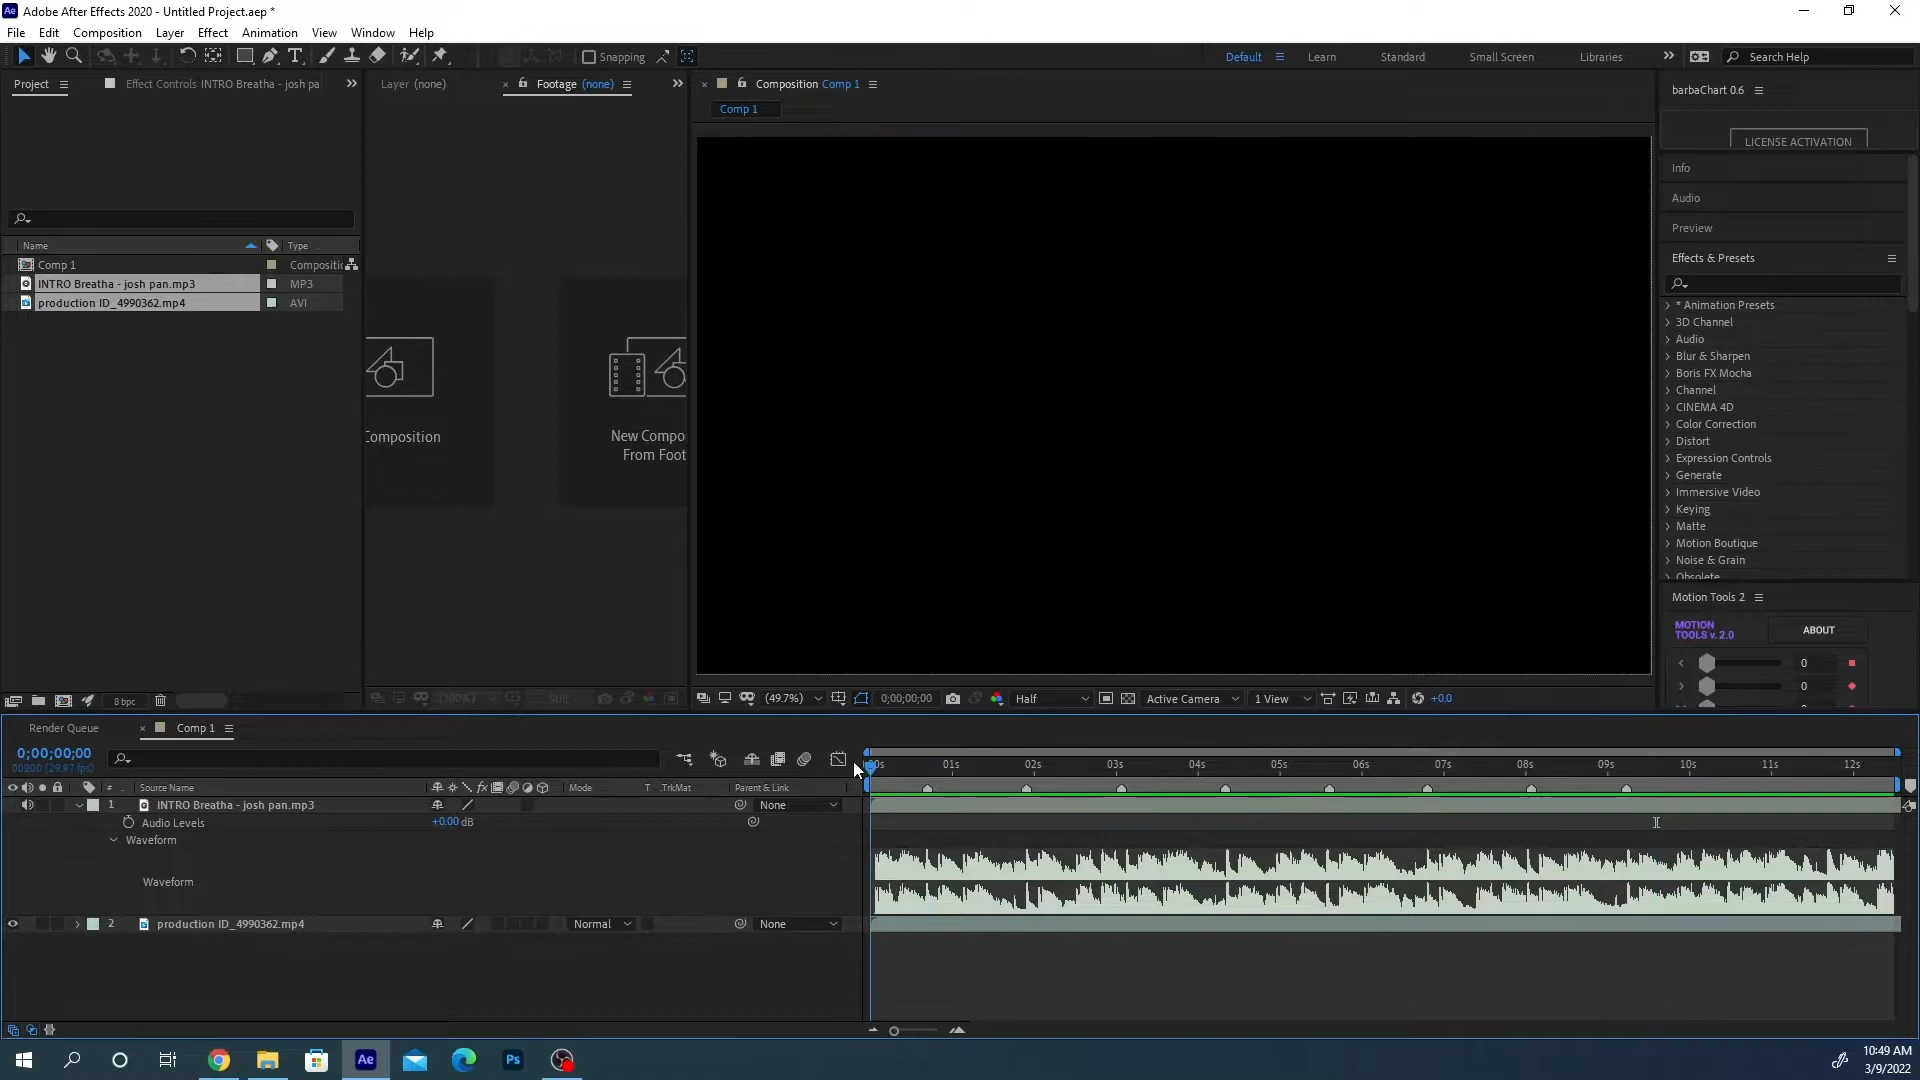 Adobe After Effects 2020 - Untitled Project.aep *
File Edit Composition Layer Effect Animation View Window Help
Snapping
Default Learn Standard Small Screen Libraries
Search Help
Project
Effect Controls INTRO Breatha - josh pa
Layer (none)
Footage (none)
Composition Comp 1
Comp 1
Name Type
Comp 1 Compositi
INTRO Breatha - josh pan.mp3 MP3
production ID_4990362.mp4 AVI
Composition
New Compo
From Foot
barbaChart 0.6
LICENSE ACTIVATION
Info
Audio
Preview
Effects & Presets
* Animation Presets
3D Channel
Audio
Blur & Sharpen
Boris FX Mocha
Channel
CINEMA 4D
Color Correction
Distort
Expression Controls
Generate
Immersive Video
Keying
Matte
Motion Boutique
Noise & Grain
Obsolete
Motion Tools 2
MOTION
TOOLS v. 2.0
ABOUT
0
0
8 bpc
(49.7%) 0;00;00;00 Half Active Camera 1 View +0.0
Render Queue Comp 1
0;00;00;00
00000 (29.97 fps)
00s 01s 02s 03s 04s 05s 06s 07s 08s 09s 10s 11s 12s
# Source Name fx Mode T .TrkMat Parent & Link
1 INTRO Breatha - josh pan.mp3 None
Audio Levels +0.00 dB
Waveform
Waveform
2 production ID_4990362.mp4 Normal None
Ae
Ps
10:49 AM
3/9/2022